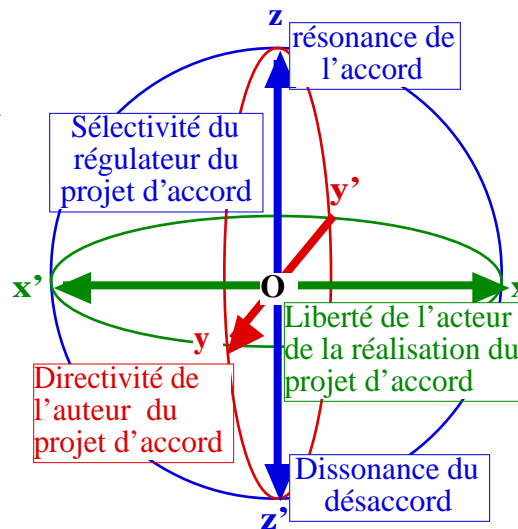 z
résonance de
l’accord
Sélectivité du
régulateur du
projet d’accord
y’
x’
O
x
y
Liberté de l’acteur
de la réalisation du
projet d’accord
Directivité de
l’auteur du
projet d’accord
Dissonance du
désaccord
z’